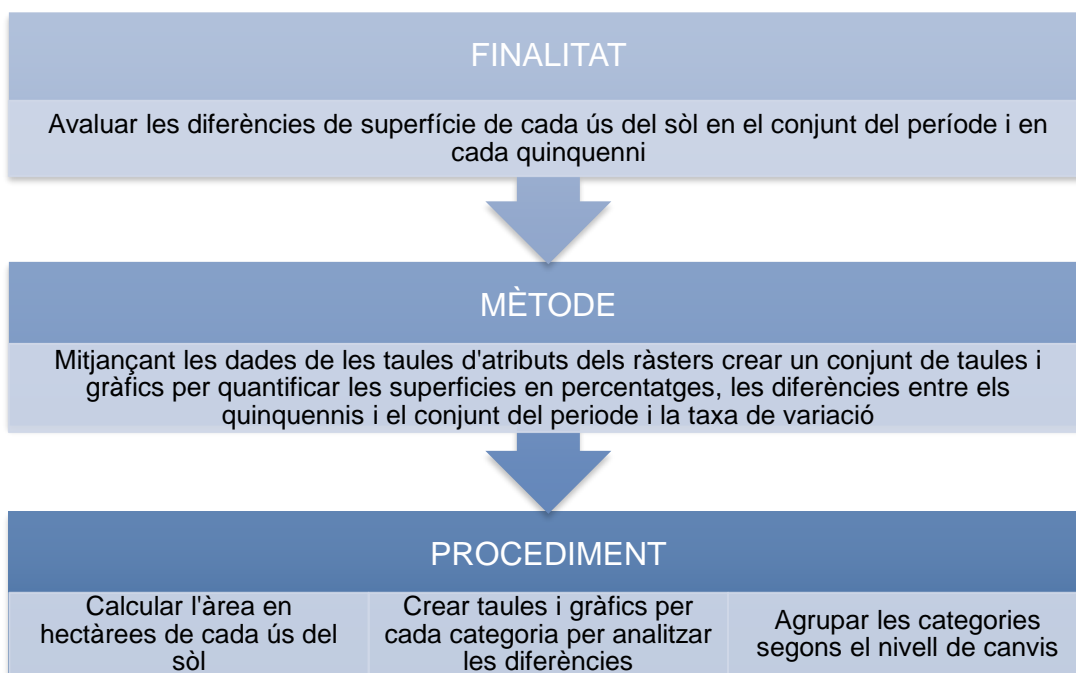 FINALITAT
Avaluar les diferències de superfície de cada ús del sòl en el conjunt del període i en
cada quinquenni
MÈTODE
Mitjançant les dades de les taules d'atributs dels ràsters crear un conjunt de taules i
gràfics per quantificar les superficies en percentatges, les diferències entre els
quinquennis i el conjunt del periode i la taxa de variació
PROCEDIMENT
Calcular l'àrea en
hectàrees de cada ús del
sòl
Crear taules i gràfics per
cada categoria per analitzar
les diferències
Agrupar les categories
segons el nivell de canvis